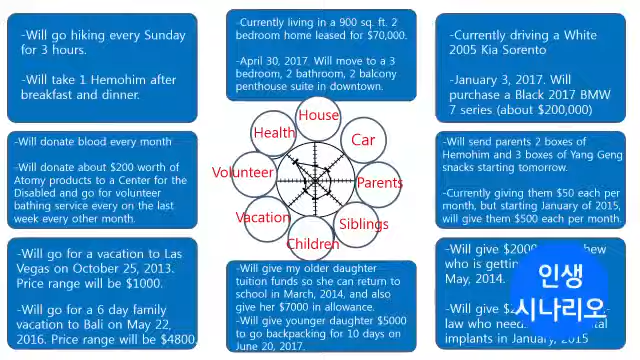 -Will go hiking every Sunday
for 3 hours.
-Will take 1 Hemohim after
breakfast and dinner.
-Currently living in a 900 sq. ft. 2
bedroom home leased for $70,000.
-April 30, 2017. Will move to a 3
bedroom, 2 bathroom, 2 balcony
penthouse suite in downtown.
-Currently driving a White
2005 Kia Sorento
-January 3, 2017. Will
purchase a Black 2017 BMW
7 series (about $200,000)
House
Health
Car
Volunteer
Parents
Vacation
Siblings
Children
-Will donate blood every month
-Will donate about $200 worth of
Atomy products to a Center for the
Disabled and go for volunteer
bathing service every on the last
week every other month.
-Will send parents 2 boxes of
Hemohim and 3 boxes of Yang Geng
snacks starting tomorrow.
-Currently giving them $50 each per
month, but starting January of 2015,
will give them $500 each per month.
-Will go for a vacation to Las
Vegas on October 25, 2013.
Price range will be $1000.
-Will go for a 6 day family
vacation to Bali on May 22,
2016. Price range will be $4800.
-Will give my older daughter
tuition funds so she can return to
school in March, 2014, and also
give her $7000 in allowance.
-Will give younger daughter $5000
to go backpacking for 10 days on
June 20, 2017.
-Will give $2000
who is
May, 2014.
-Will give
who
implants in January, 2015
인생
시나리오